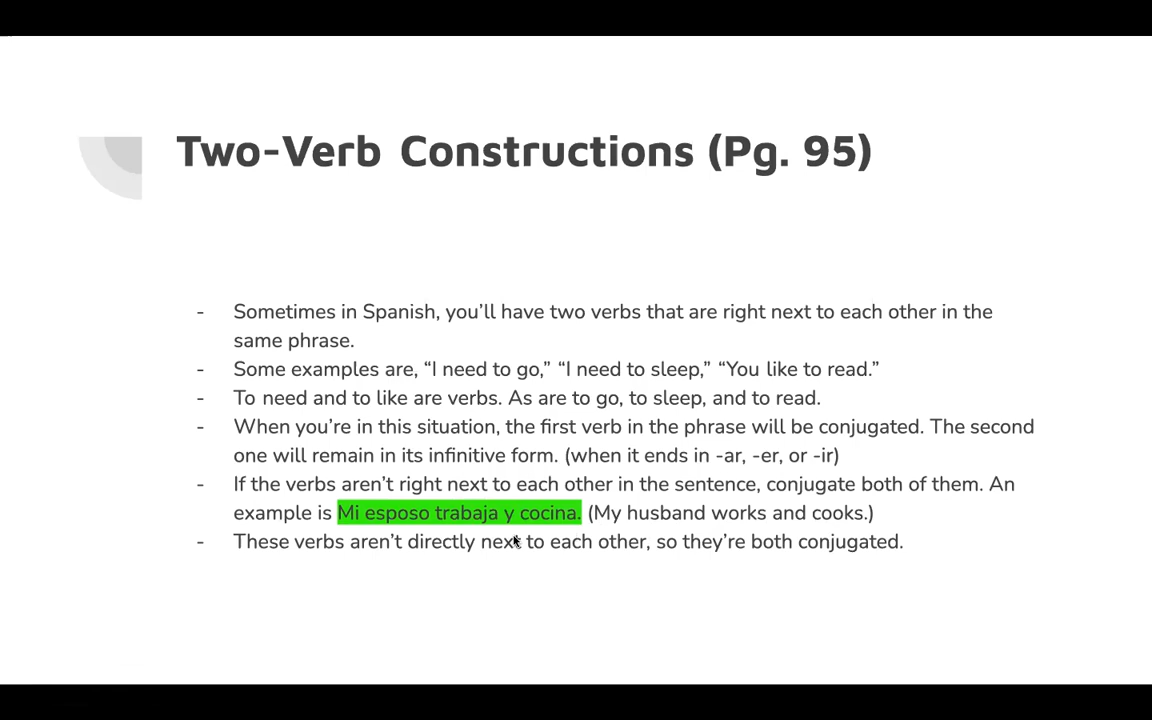 Two-Verb Constructions (Pg. 95)
- Sometimes in Spanish, you’ll have two verbs that are right next to each other in the
same phrase.
- Some examples are, “I need to go,” “I need to sleep,” “You like to read.”
- To need and to like are verbs. As are to go, to sleep, and to read.
- When you’re in this situation, the first verb in the phrase will be conjugated. The second
one will remain in its infinitive form. (when it ends in -ar, -er, or -ir)
- If the verbs aren’t right next to each other in the sentence, conjugate both of them. An
example is Mi esposo trabaja y cocina. (My husband works and cooks.)
- These verbs aren’t directly next to each other, so they’re both conjugated.